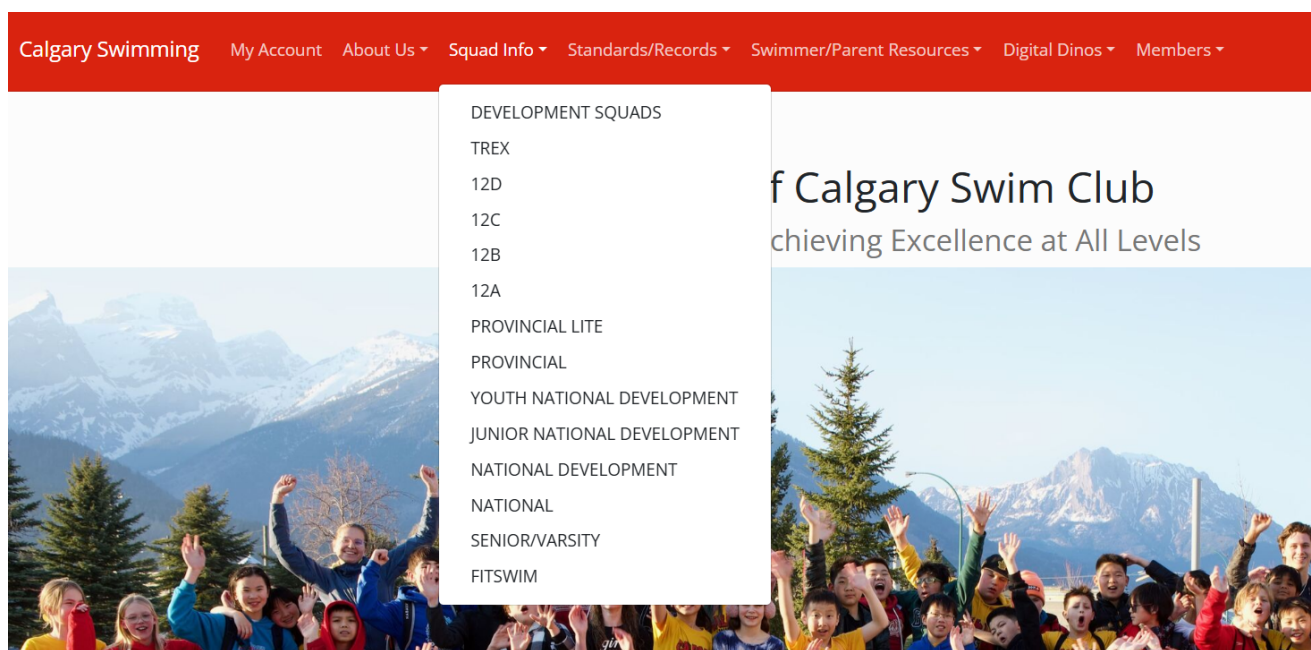 Calgary Swimming My Account About Us Squad Info Standards/Records Swimmer/Parent Resources Digital Dinos Members
DEVELOPMENT SQUADS
TREX
12D
12C
12B
12A
PROVINCIAL LITE
PROVINCIAL
YOUTH NATIONAL DEVELOPMENT
JUNIOR NATIONAL DEVELOPMENT
NATIONAL DEVELOPMENT
NATIONAL
SENIOR/VARSITY
FITSWIM
f Calgary Swim Club
chieving Excellence at All Levels